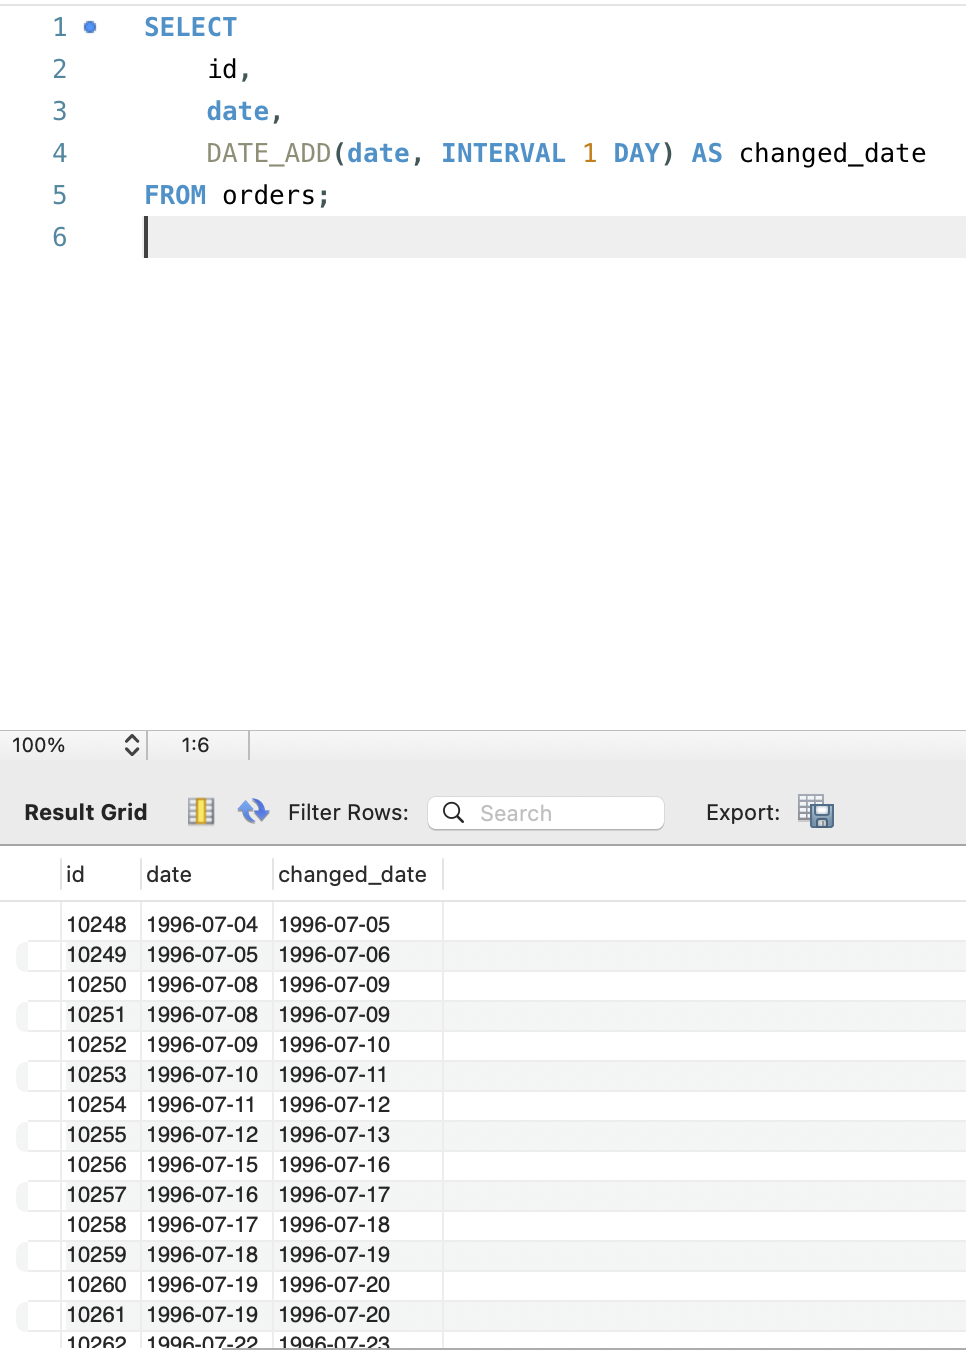 1 SELECT
2 id,
3 date,
4 DATE_ADD(date, INTERVAL 1 DAY) AS changed_date
5 FROM orders;
6
100% 1:6
Result Grid Filter Rows: Search Export:
id date changed_date
10248 1996-07-04 1996-07-05
10249 1996-07-05 1996-07-06
10250 1996-07-08 1996-07-09
10251 1996-07-08 1996-07-09
10252 1996-07-09 1996-07-10
10253 1996-07-10 1996-07-11
10254 1996-07-11 1996-07-12
10255 1996-07-12 1996-07-13
10256 1996-07-15 1996-07-16
10257 1996-07-16 1996-07-17
10258 1996-07-17 1996-07-18
10259 1996-07-18 1996-07-19
10260 1996-07-19 1996-07-20
10261 1996-07-19 1996-07-20
10262 1996-07-22 1996-07-23